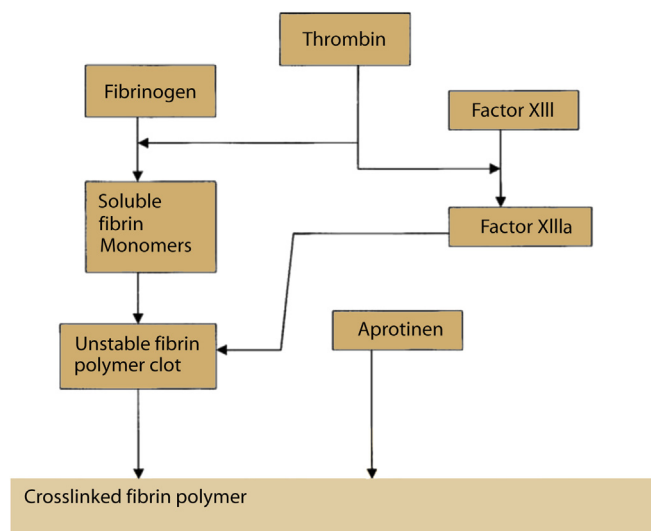 Thrombin
Fibrinogen
Factor XIII
Soluble
fibrin
Monomers
Factor XIIIa
Unstable fibrin
polymer clot
Aprotinen
Crosslinked fibrin polymer